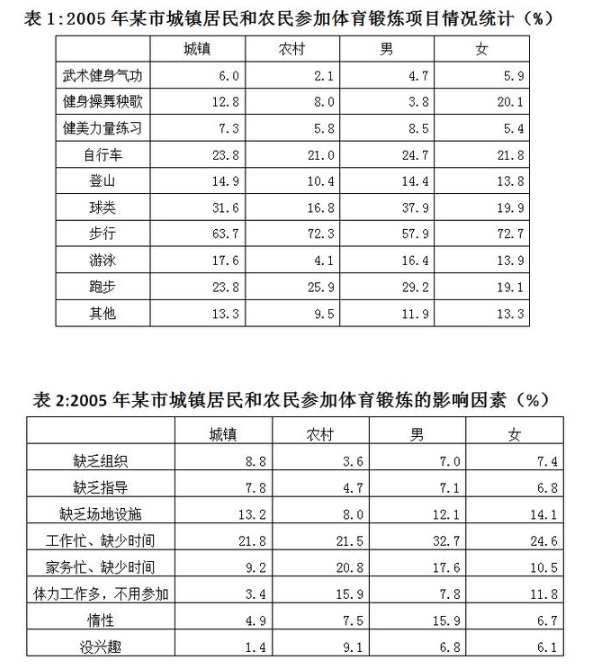 表 1:2005 年某市城镇居民和农民参加体育锻炼项目情况统计（%）
城镇 农村 男 女
武术健身气功 6.0 2.1 4.7 5.9
健身操舞秧歌 12.8 8.0 3.8 20.1
健美力量练习 7.3 5.8 8.5 5.4
自行车 23.8 21.0 24.7 21.8
登山 14.9 10.4 14.4 13.8
球类 31.6 16.8 37.9 19.9
步行 63.7 72.3 57.9 72.7
游泳 17.6 4.1 16.4 13.9
跑步 23.8 25.9 29.2 19.1
其他 13.3 9.5 11.9 13.3
表 2:2005 年某市城镇居民和农民参加体育锻炼的影响因素（%）
城镇 农村 男 女
缺乏组织 8.8 3.6 7.0 7.4
缺乏指导 7.8 4.7 7.1 6.8
缺乏场地设施 13.2 8.0 12.1 14.1
工作忙、缺少时间 21.8 21.5 32.7 24.6
家务忙、缺少时间 9.2 20.8 17.6 10.5
体力工作多，不用参加 3.4 15.9 7.8 11.8
惰性 4.9 7.5 15.9 6.7
没兴趣 1.4 9.1 6.8 6.1